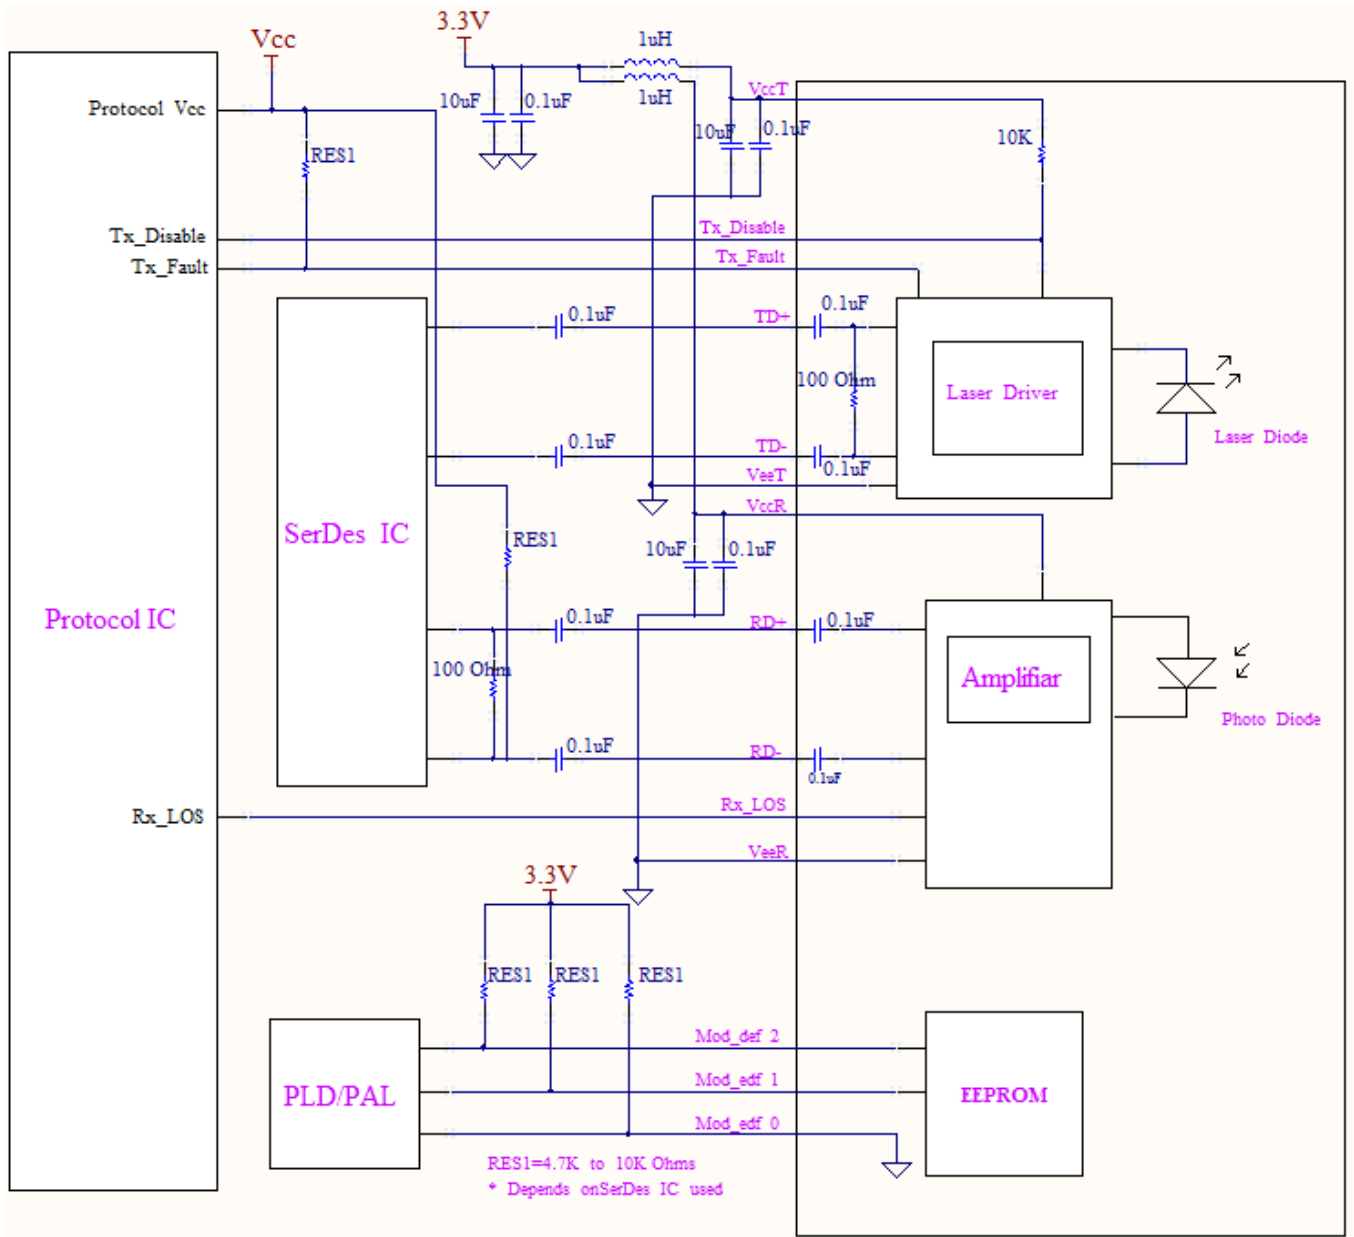 3.3V
Vcc
1uH
1uH
Protocol Vcc
10uF
0.1uF
VccT
10uF
0.1uF
10K
RES1
Tx_Disable
Tx_Disable
Tx_Fault
Tx_Fault
0.1uF
0.1uF
TD+
100 Ohm
Laser Driver
Laser Diode
0.1uF
TD-
0.1uF
VeeT
VccR
SerDes IC
RES1
10uF
0.1uF
Protocol IC
0.1uF
RD+
0.1uF
100 Ohm
Amplifiar
Photo Diode
0.1uF
RD-
0.1uF
Rx_LOS
Rx_LOS
VeeR
3.3V
RES1
RES1
RES1
Mod_def 2
PLD/PAL
Mod_edf 1
EEPROM
Mod_edf 0
RES1=4.7K to 10K Ohms
* Depends onSerDes IC used